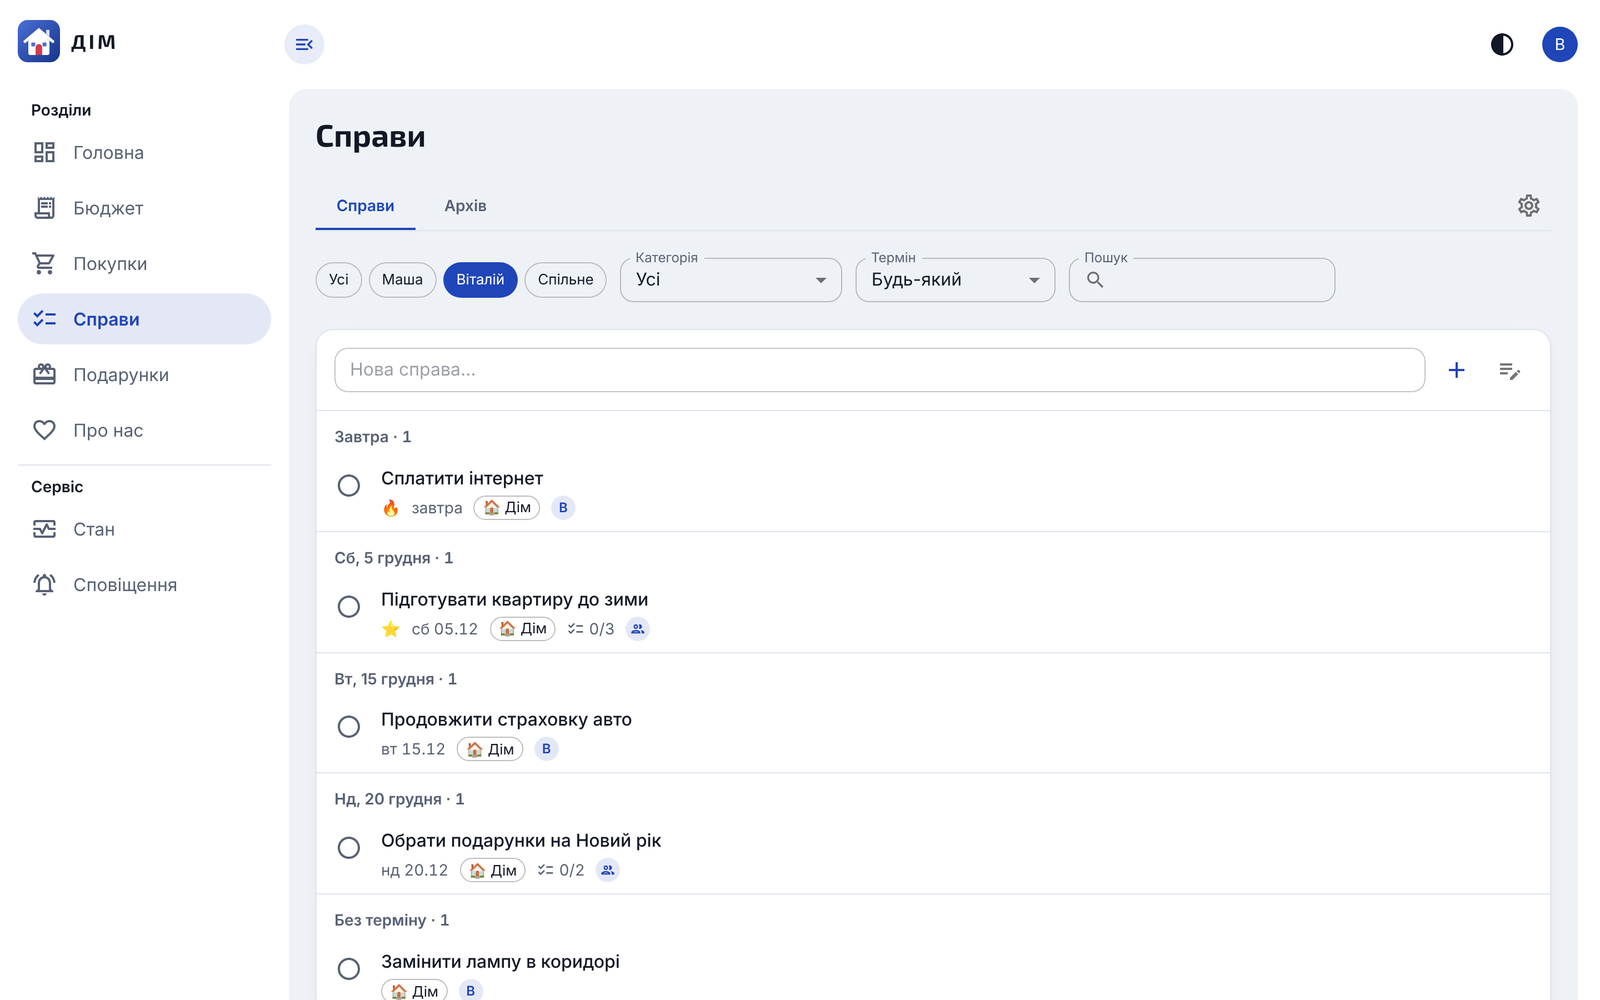 ДІМ
В
Розділи
Головна
Бюджет
Покупки
Справи
Подарунки
Про нас
Сервіс
Стан
Сповіщення
Справи
Справи
Архів
Усі
Маша
Віталій
Спільне
Категорія
Усі
Термін
Будь-який
Пошук
Нова справа...
Завтра · 1
Сплатити інтернет
завтра Дім В
Сб, 5 грудня · 1
Підготувати квартиру до зими
сб 05.12 Дім 0/3
Вт, 15 грудня · 1
Продовжити страховку авто
вт 15.12 Дім В
Нд, 20 грудня · 1
Обрати подарунки на Новий рік
нд 20.12 Дім 0/2
Без терміну · 1
Замінити лампу в коридорі
Дім В